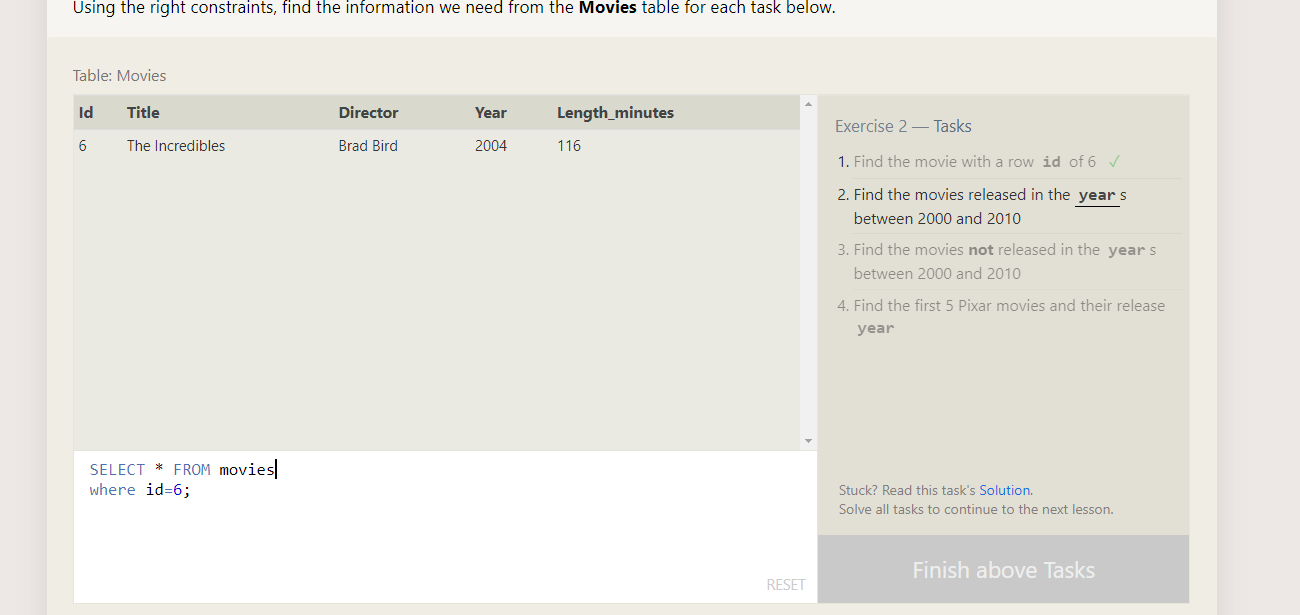 Using the right constraints, find the information we need from the Movies table for each task below.
Table: Movies
Id Title Director Year Length_minutes
6 The Incredibles Brad Bird 2004 116
SELECT * FROM movies
where id=6;
RESET
Exercise 2 — Tasks
1. Find the movie with a row id of 6 ✓
2. Find the movies released in the year s
between 2000 and 2010
3. Find the movies not released in the year s
between 2000 and 2010
4. Find the first 5 Pixar movies and their release
year
Stuck? Read this task's Solution.
Solve all tasks to continue to the next lesson.
Finish above Tasks